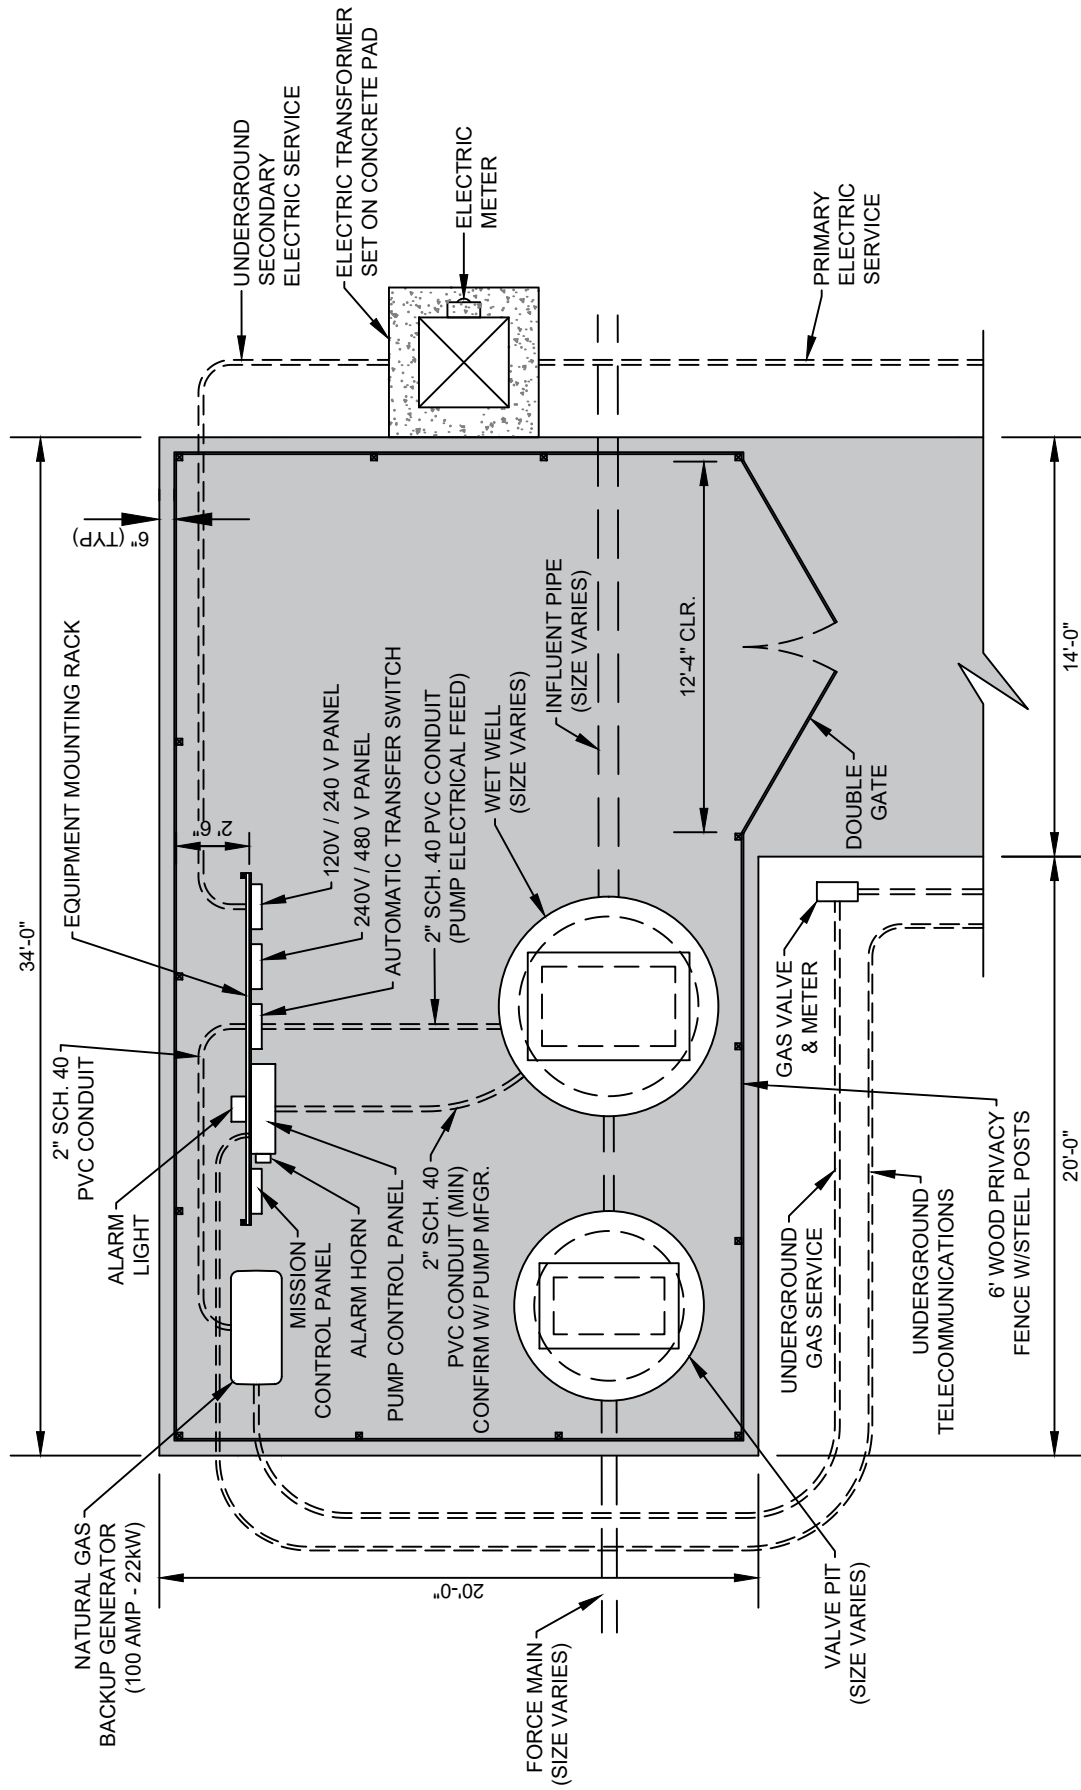 NATURAL GAS
BACKUP GENERATOR
(100 AMP - 22kW)
ALARM
LIGHT
2" SCH. 40
PVC CONDUIT
34'-0"
EQUIPMENT MOUNTING RACK
2' 6"
6" (TYP)
UNDERGROUND
SECONDARY
ELECTRIC SERVICE
ELECTRIC TRANSFORMER
SET ON CONCRETE PAD
ELECTRIC
METER
PRIMARY
ELECTRIC
SERVICE
120V / 240 V PANEL
240V / 480 V PANEL
AUTOMATIC TRANSFER SWITCH
2" SCH. 40 PVC CONDUIT
(PUMP ELECTRICAL FEED)
WET WELL
(SIZE VARIES)
INFLUENT PIPE
(SIZE VARIES)
12'-4" CLR.
MISSION
CONTROL PANEL
ALARM HORN
PUMP CONTROL PANEL
2" SCH. 40
PVC CONDUIT (MIN)
CONFIRM W/ PUMP MFGR.
20'-0"
FORCE MAIN
(SIZE VARIES)
VALVE PIT
(SIZE VARIES)
UNDERGROUND
GAS SERVICE
UNDERGROUND
TELECOMMUNICATIONS
GAS VALVE
& METER
DOUBLE
GATE
6' WOOD PRIVACY
FENCE W/STEEL POSTS
20'-0"
14'-0"